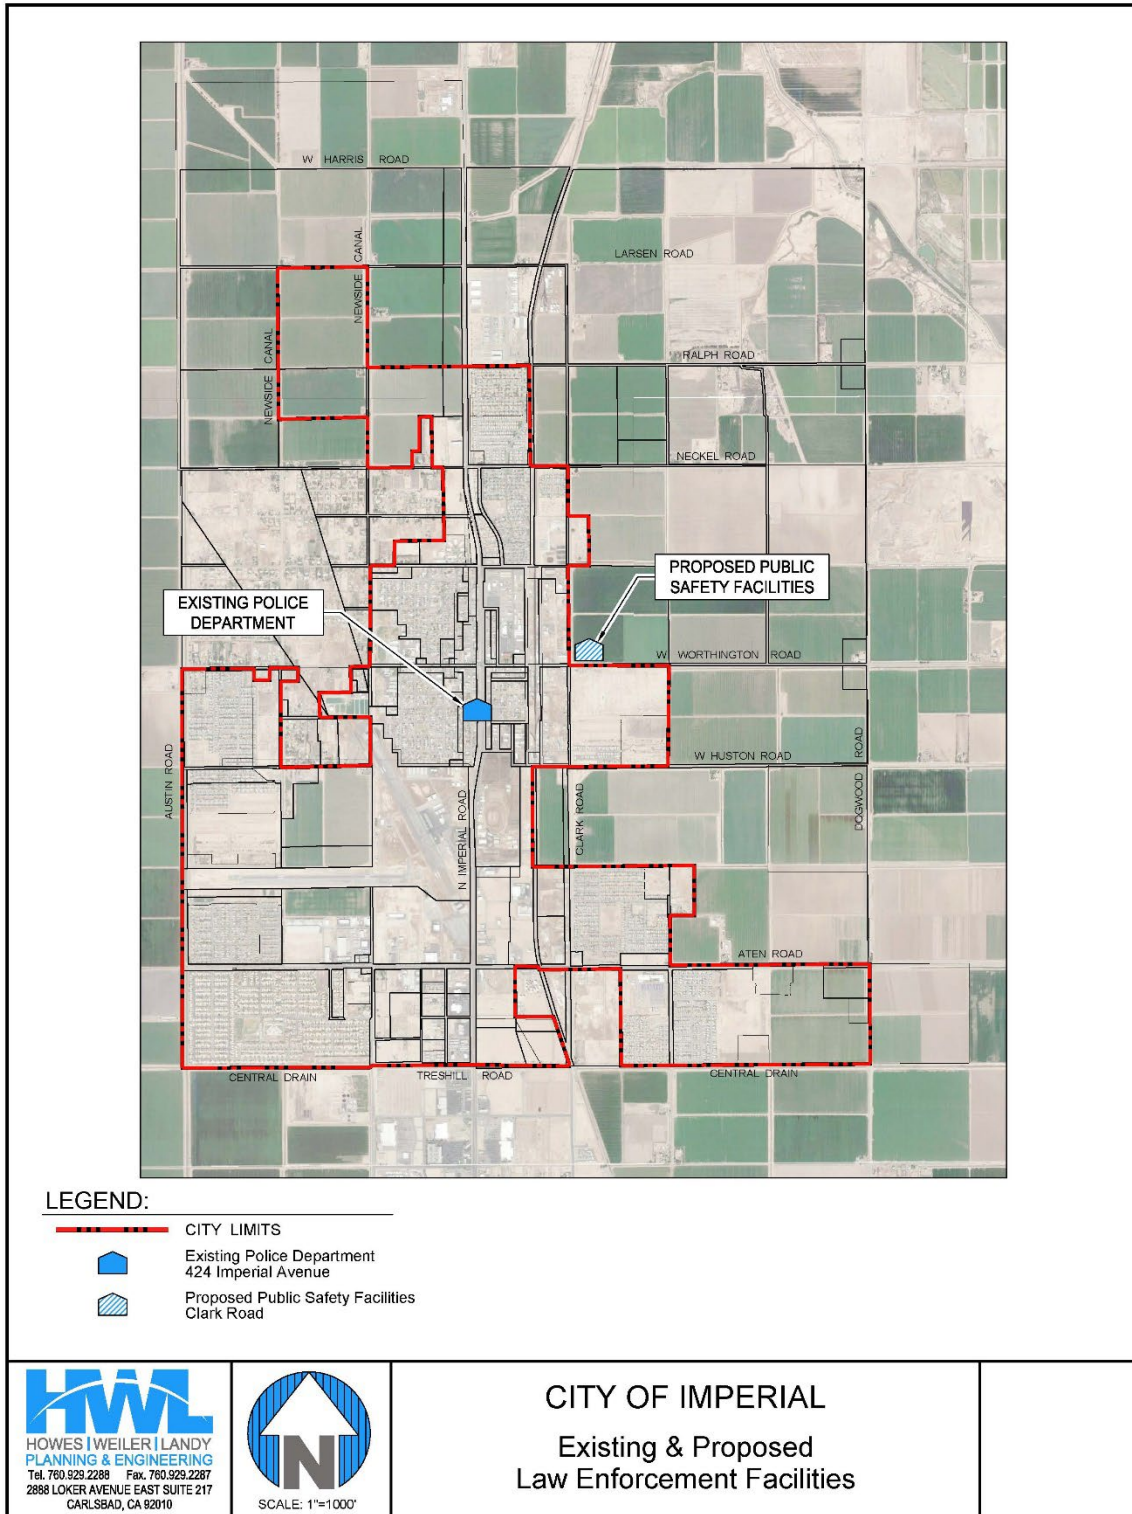 W HARRIS ROAD
LARSEN ROAD
NEWSIDE CANAL
NEWSIDE CANAL
RALPH ROAD
NECKEL ROAD
PROPOSED PUBLIC
SAFETY FACILITIES
EXISTING POLICE
DEPARTMENT
W WORTHINGTON ROAD
W HUSTON ROAD
AUSTIN ROAD
N IMPERIAL ROAD
CLARK ROAD
DOGWOOD ROAD
ATEN ROAD
CENTRAL DRAIN
TRESHILL ROAD
CENTRAL DRAIN
LEGEND:
CITY LIMITS
Existing Police Department
424 Imperial Avenue
Proposed Public Safety Facilities
Clark Road
HWL
HOWES | WEILER | LANDY
PLANNING & ENGINEERING
Tel. 760.929.2288 Fax. 760.929.2287
2888 LOKER AVENUE EAST SUITE 217
CARLSBAD, CA 92010
N
SCALE: 1"=1000'
CITY OF IMPERIAL
Existing & Proposed
Law Enforcement Facilities